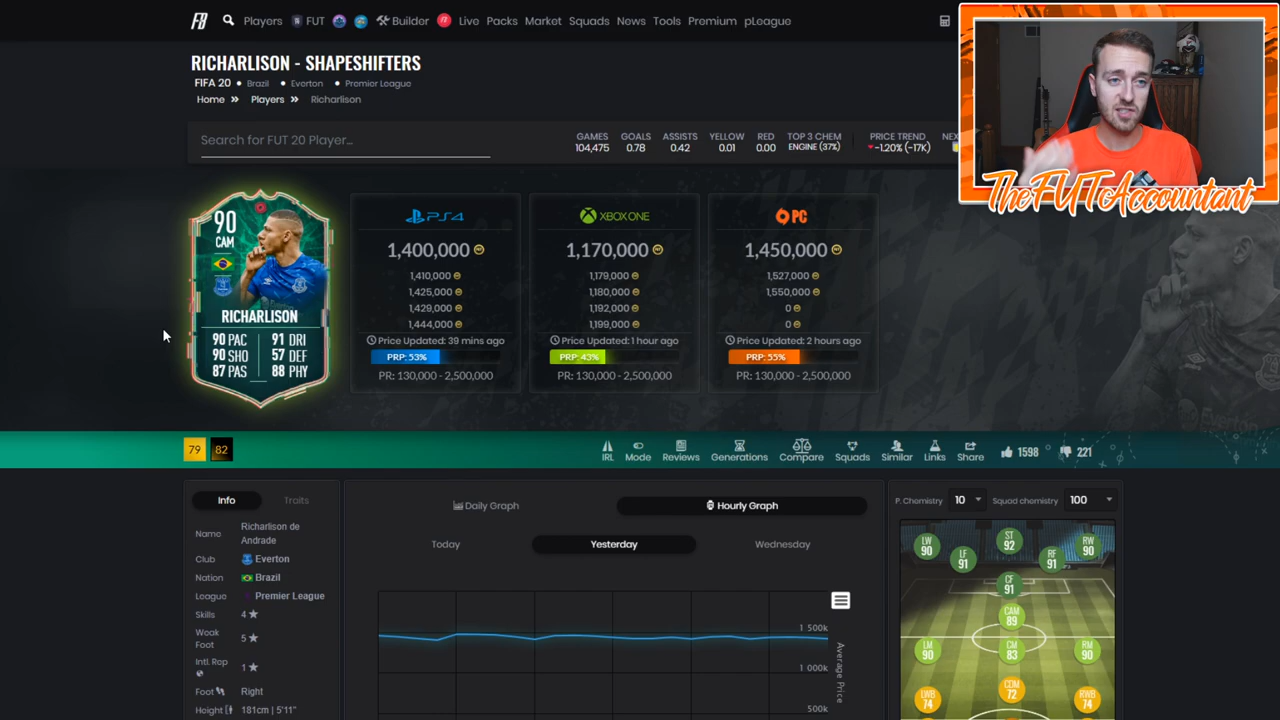 FB Players FUT Builder Live Packs Market Squads News Tools Premium pLeague
RICHARLISON - SHAPESHIFTERS
FIFA 20 • Brazil • Everton • Premier League
Home » Players » Richarlison
Search for FUT 20 Player...
GAMES GOALS ASSISTS YELLOW RED TOP 3 CHEM PRICE TREND
104,475 0.78 0.42 0.01 0.00 ENGINE (37%) -1.20% (-17K)
TheFUTAccountant
90
CAM
RICHARLISON
90 PAC 91 DRI
90 SHO 57 DEF
87 PAS 88 PHY
PS4
1,400,000
1,410,000
1,425,000
1,429,000
1,444,000
Price Updated: 39 mins ago
PRP: 53%
PR: 130,000 - 2,500,000
XBOX ONE
1,170,000
1,179,000
1,180,000
1,192,000
1,199,000
Price Updated: 1 hour ago
PRP: 43%
PR: 130,000 - 2,500,000
PC
1,450,000
1,527,000
1,550,000
0
0
Price Updated: 2 hours ago
PRP: 55%
PR: 130,000 - 2,500,000
79 82
IRL Mode Reviews Generations Compare Squads Similar Links Share 1598 221
Info Traits
Name Richarlison de Andrade
Club Everton
Nation Brazil
League Premier League
Skills 4
Weak Foot 5
Intl. Rep 1
Foot Right
Height 181cm | 5'11"
Daily Graph Hourly Graph
Today Yesterday Wednesday
1 500k
1 000k
500k
Average Price
P. Chemistry 10 Squad chemistry 100
LW 90
ST 92
RW 90
LF 91
RF 91
CF 91
CAM 89
LM 90
CM 83
RM 90
LWB 74
CDM 72
RWB 74